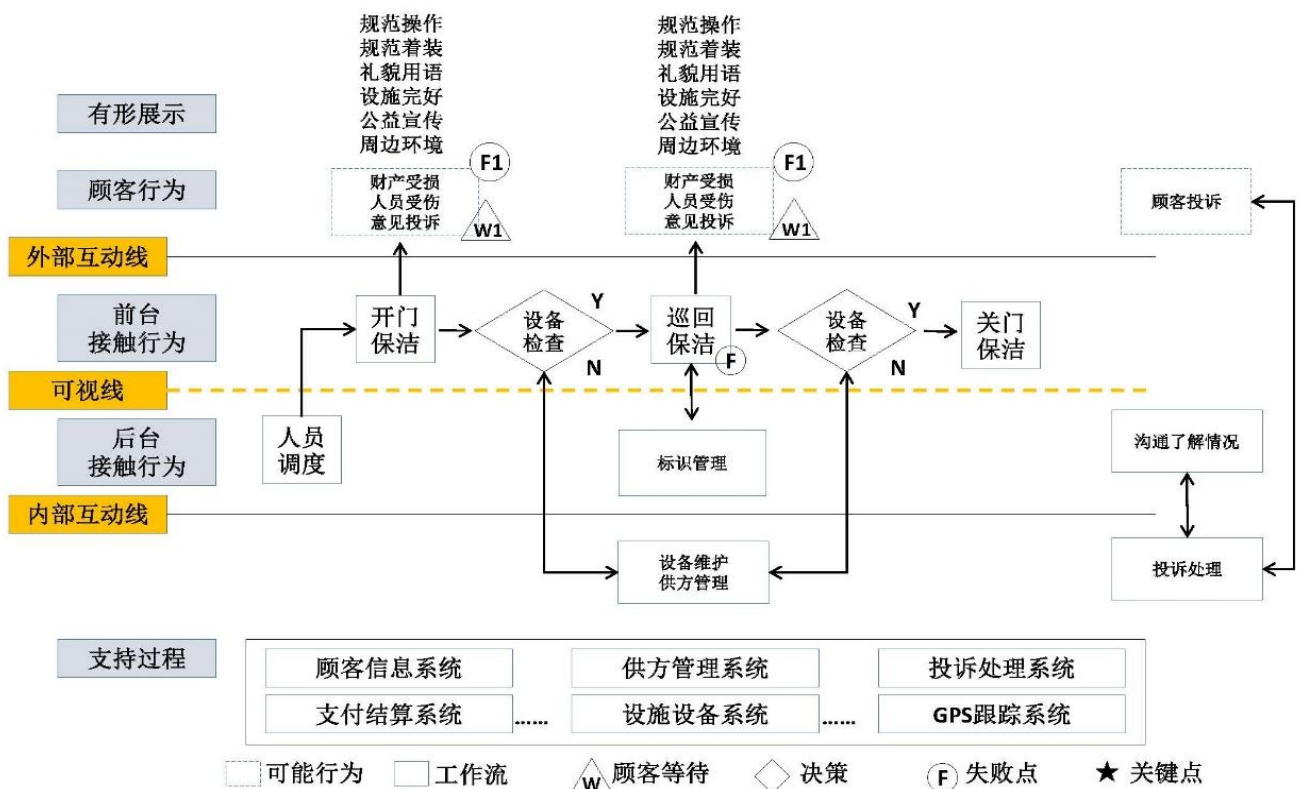 规范操作
规范着装
礼貌用语
设施完好
公益宣传
周边环境
规范操作
规范着装
礼貌用语
设施完好
公益宣传
周边环境
有形展示
F1
F1
顾客行为
财产受损
人员受伤
意见投诉
W1
财产受损
人员受伤
意见投诉
W1
顾客投诉
外部互动线
前台
接触行为
开门
保洁
设备
检查
Y
N
巡回
保洁
F
设备
检查
Y
N
关门
保洁
可视线
后台
接触行为
人员
调度
标识管理
沟通了解情况
内部互动线
设备维护
供方管理
投诉处理
支持过程
顾客信息系统
供方管理系统
投诉处理系统
支付结算系统
……
设施设备系统
……
GPS跟踪系统
可能行为
工作流
W
顾客等待
决策
F
失败点
★ 关键点